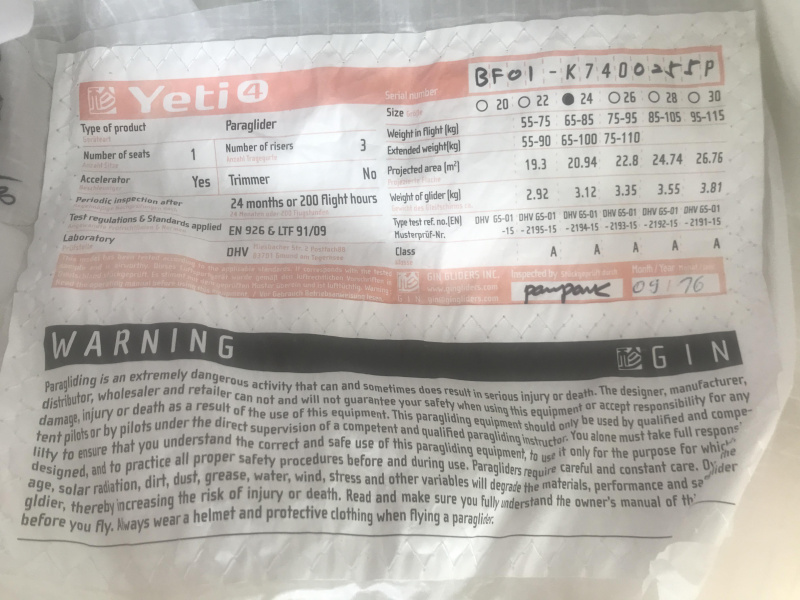 Yeti 4
Serial number BF01-K7400255P
Size 20 22 24 26 28 30
Type of product Paraglider
Weight in flight [kg] 55-75 65-85 75-95 85-105 95-115
Number of seats 1 Number of risers 3
Extended weight[kg] 55-90 65-100 75-110
Accelerator Yes Trimmer No
Projected area [m²] 19.3 20.94 22.8 24.74 26.76
Periodic inspection after 24 months or 200 flight hours
Weight of glider [kg] 2.92 3.12 3.35 3.55 3.81
Test regulations & Standards applied EN 926 & LTF 91/09
Type test ref. no.[EN] DHV GS-01 DHV GS-01 DHV GS-01 DHV GS-01 DHV GS-01
Musterprüf-Nr. -15 -2195-15 -2194-15 -2193-15 -2192-15 -2191-15
Laboratory DHV
Class A A A A A
GIN GLIDERS INC. Inspected by Month / Year
www.gingliders.com 09/16
GIN
WARNING GIN
Paragliding is an extremely dangerous activity that can and sometimes does result in serious injury or death. The designer, manufacturer,
distributor, wholesaler and retailer can not and will not guarantee your safety when using this equipment or accept responsibility for any
damage, injury or death as a result of the use of this equipment. This paragliding equipment should only be used by qualified and compe-
tent pilots or by pilots under the direct supervision of a competent and qualified paragliding instructor. You alone must take full respons
lilty to ensure that you understand the correct and safe use of this paragliding equipment, to use it only for the purpose for which
designed, and to practice all proper safety procedures before and during use. Paragliders require careful and constant care.
age, solar radiation, dirt, dust, grease, water, wind, stress and other variables will degrade the materials, performance and
gldier, thereby increasing the risk of injury or death. Read and make sure you fully understand the owner's manual of
before you fly. Always wear a helmet and protective clothing when flying a paraglider.